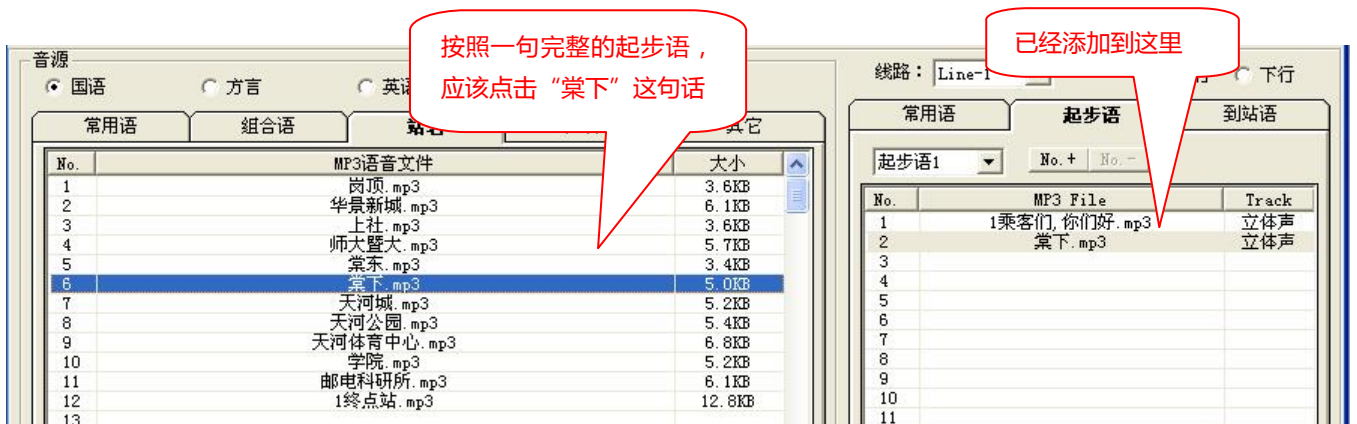 音源
国语
方言
英语
按照一句完整的起步语，
应该点击“棠下”这句话
常用语
组合语
站名
其它
No.
MP3语音文件
大小
1
岗顶.mp3
3.6KB
2
华景新城.mp3
6.1KB
3
上社.mp3
3.6KB
4
师大暨大.mp3
5.7KB
5
棠东.mp3
3.4KB
6
棠下.mp3
5.0KB
7
天河城.mp3
5.2KB
8
天河公园.mp3
5.4KB
9
天河体育中心.mp3
6.8KB
10
学院.mp3
5.2KB
11
邮电科研所.mp3
6.1KB
12
1终点站.mp3
12.8KB
13
已经添加到这里
线路：
Line-1
行
下行
常用语
起步语
到站语
起步语1
No.+
No.-
No.
MP3 File
Track
1
1乘客们,你们好.mp3
立体声
2
棠下.mp3
立体声
3
4
5
6
7
8
9
10
11